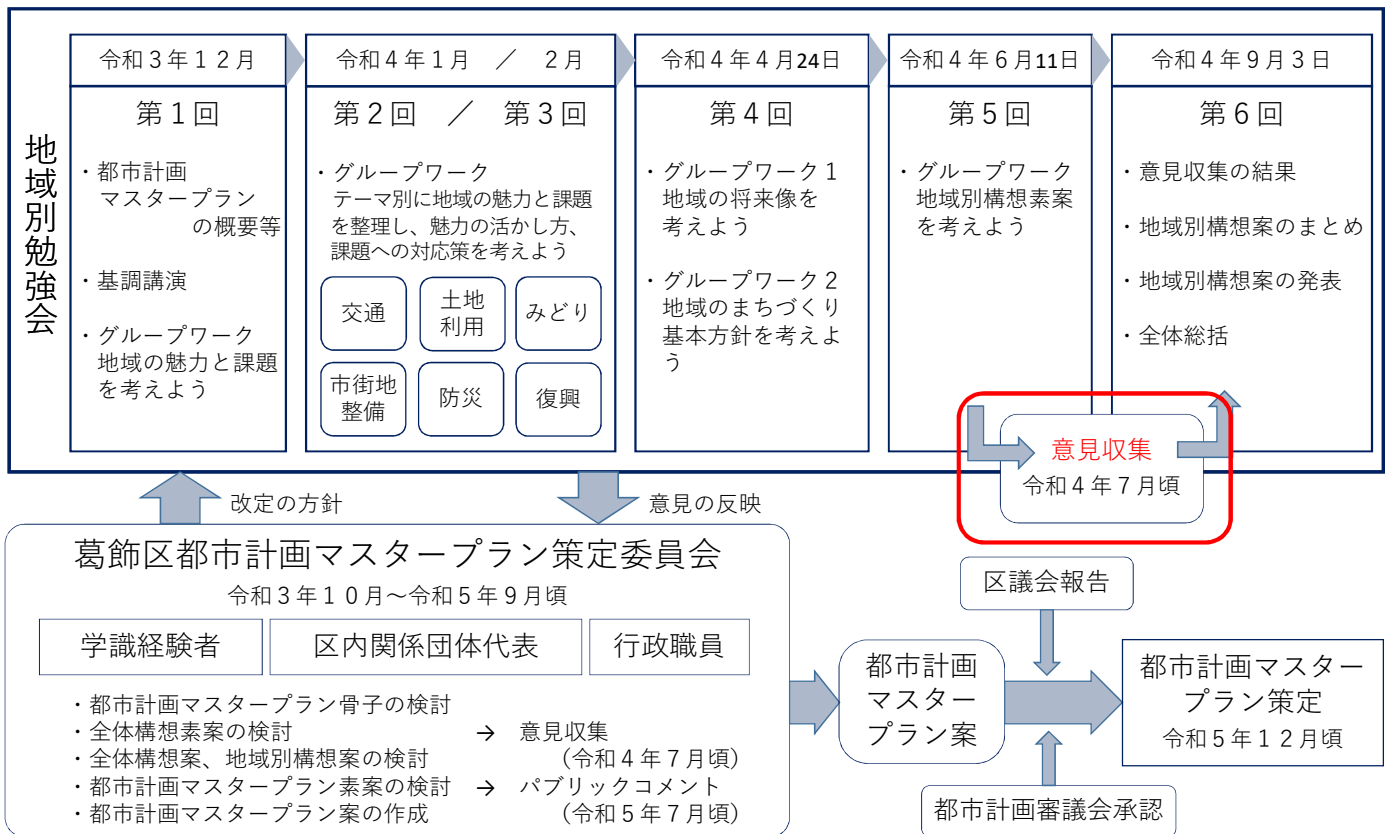 地域別勉強会
令和3年12月
第1回
・都市計画
マスタープラン
の概要等
・基調講演
・グループワーク
地域の魅力と課題
を考えよう
令和4年1月 ／ 2月
第2回 ／ 第3回
・グループワーク
テーマ別に地域の魅力と課題
を整理し、魅力の活かし方、
課題への対応策を考えよう
交通
土地
利用
みどり
市街地
整備
防災
復興
令和4年4月24日
第4回
・グループワーク1
地域の将来像を
考えよう
・グループワーク2
地域のまちづくり
基本方針を考えよ
う
令和4年6月11日
第5回
・グループワーク
地域別構想素案
を考えよう
令和4年9月3日
第6回
・意見収集の結果
・地域別構想案のまとめ
・地域別構想案の発表
・全体総括
意見収集
令和4年7月頃
改定の方針
意見の反映
葛飾区都市計画マスタープラン策定委員会
令和3年10月～令和5年9月頃
学識経験者
区内関係団体代表
行政職員
・都市計画マスタープラン骨子の検討
・全体構想素案の検討 → 意見収集
・全体構想案、地域別構想案の検討 （令和4年7月頃）
・都市計画マスタープラン素案の検討 → パブリックコメント
・都市計画マスタープラン案の作成 （令和5年7月頃）
都市計画
マスター
プラン案
区議会報告
都市計画審議会承認
都市計画マスター
プラン策定
令和5年12月頃